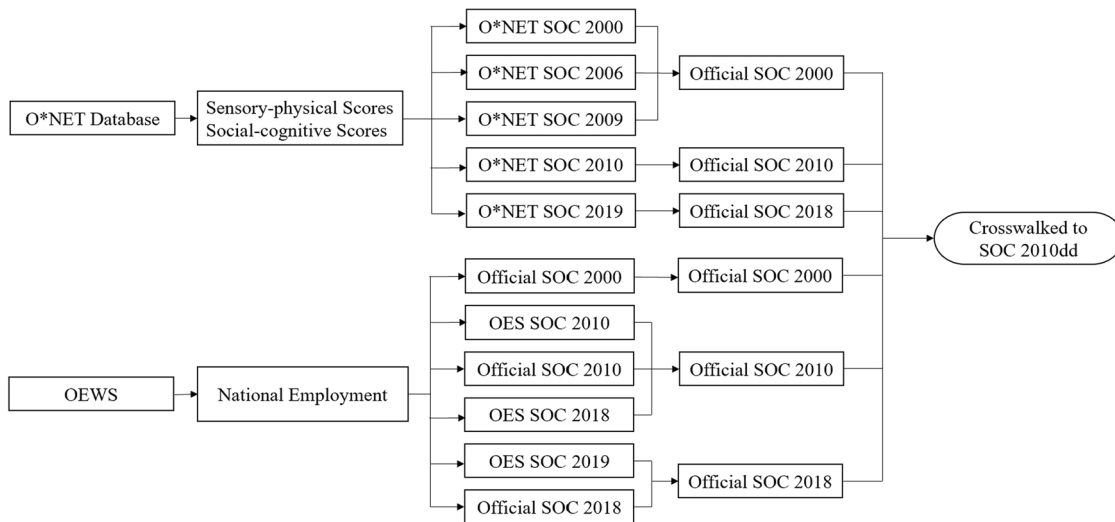 O*NET Database
Sensory-physical Scores
Social-cognitive Scores
O*NET SOC 2000
O*NET SOC 2006
O*NET SOC 2009
O*NET SOC 2010
O*NET SOC 2019
Official SOC 2000
Official SOC 2010
Official SOC 2018
OEWS
National Employment
Official SOC 2000
OES SOC 2010
Official SOC 2010
OES SOC 2018
OES SOC 2019
Official SOC 2018
Official SOC 2000
Official SOC 2010
Official SOC 2018
Crosswalked to
SOC 2010dd